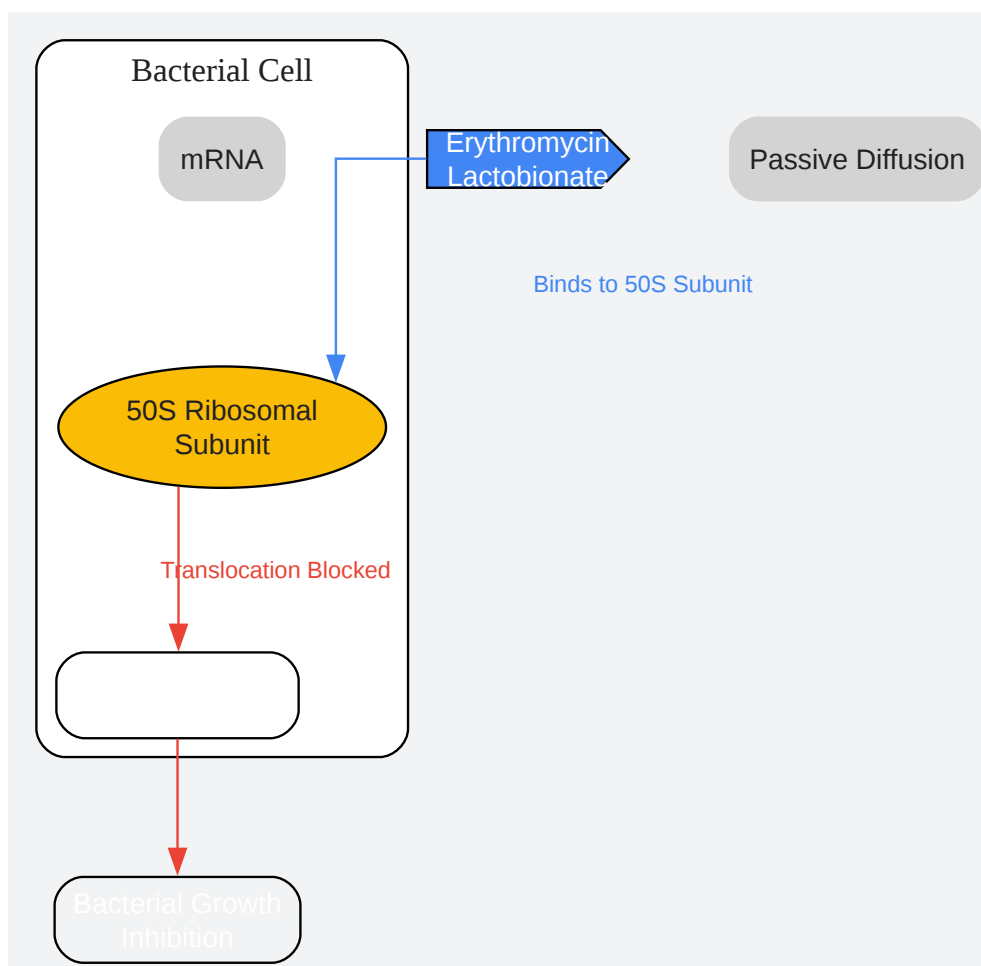 Bacterial Cell
mRNA
Erythromycin
Lactobionate
Passive Diffusion
Binds to 50S Subunit
50S Ribosomal
Subunit
Translocation Blocked
Bacterial Growth
Inhibition